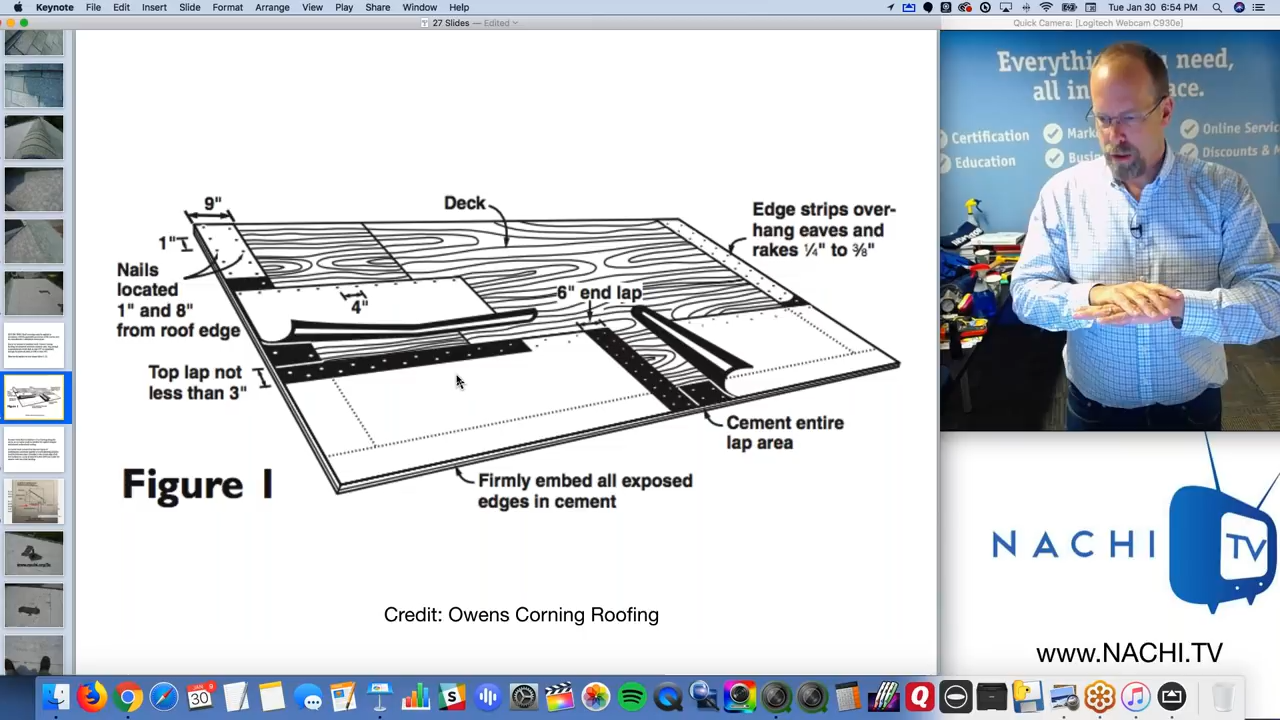 Keynote File Edit Insert Slide Format Arrange View Play Share Window Help
Tue Jan 30 6:54 PM
27 Slides — Edited
Quick Camera: [Logitech Webcam C930e]
9"
Deck
1"
Edge strips over-
hang eaves and
rakes ¼" to ⅜"
Nails
located
1" and 8"
from roof edge
4"
6" end lap
Top lap not
less than 3"
Cement entire
lap area
Figure 1
Firmly embed all exposed
edges in cement
Credit: Owens Corning Roofing
need,
all in
Certification
Education
Online
Discounts &
NACHI TV
www.NACHI.TV